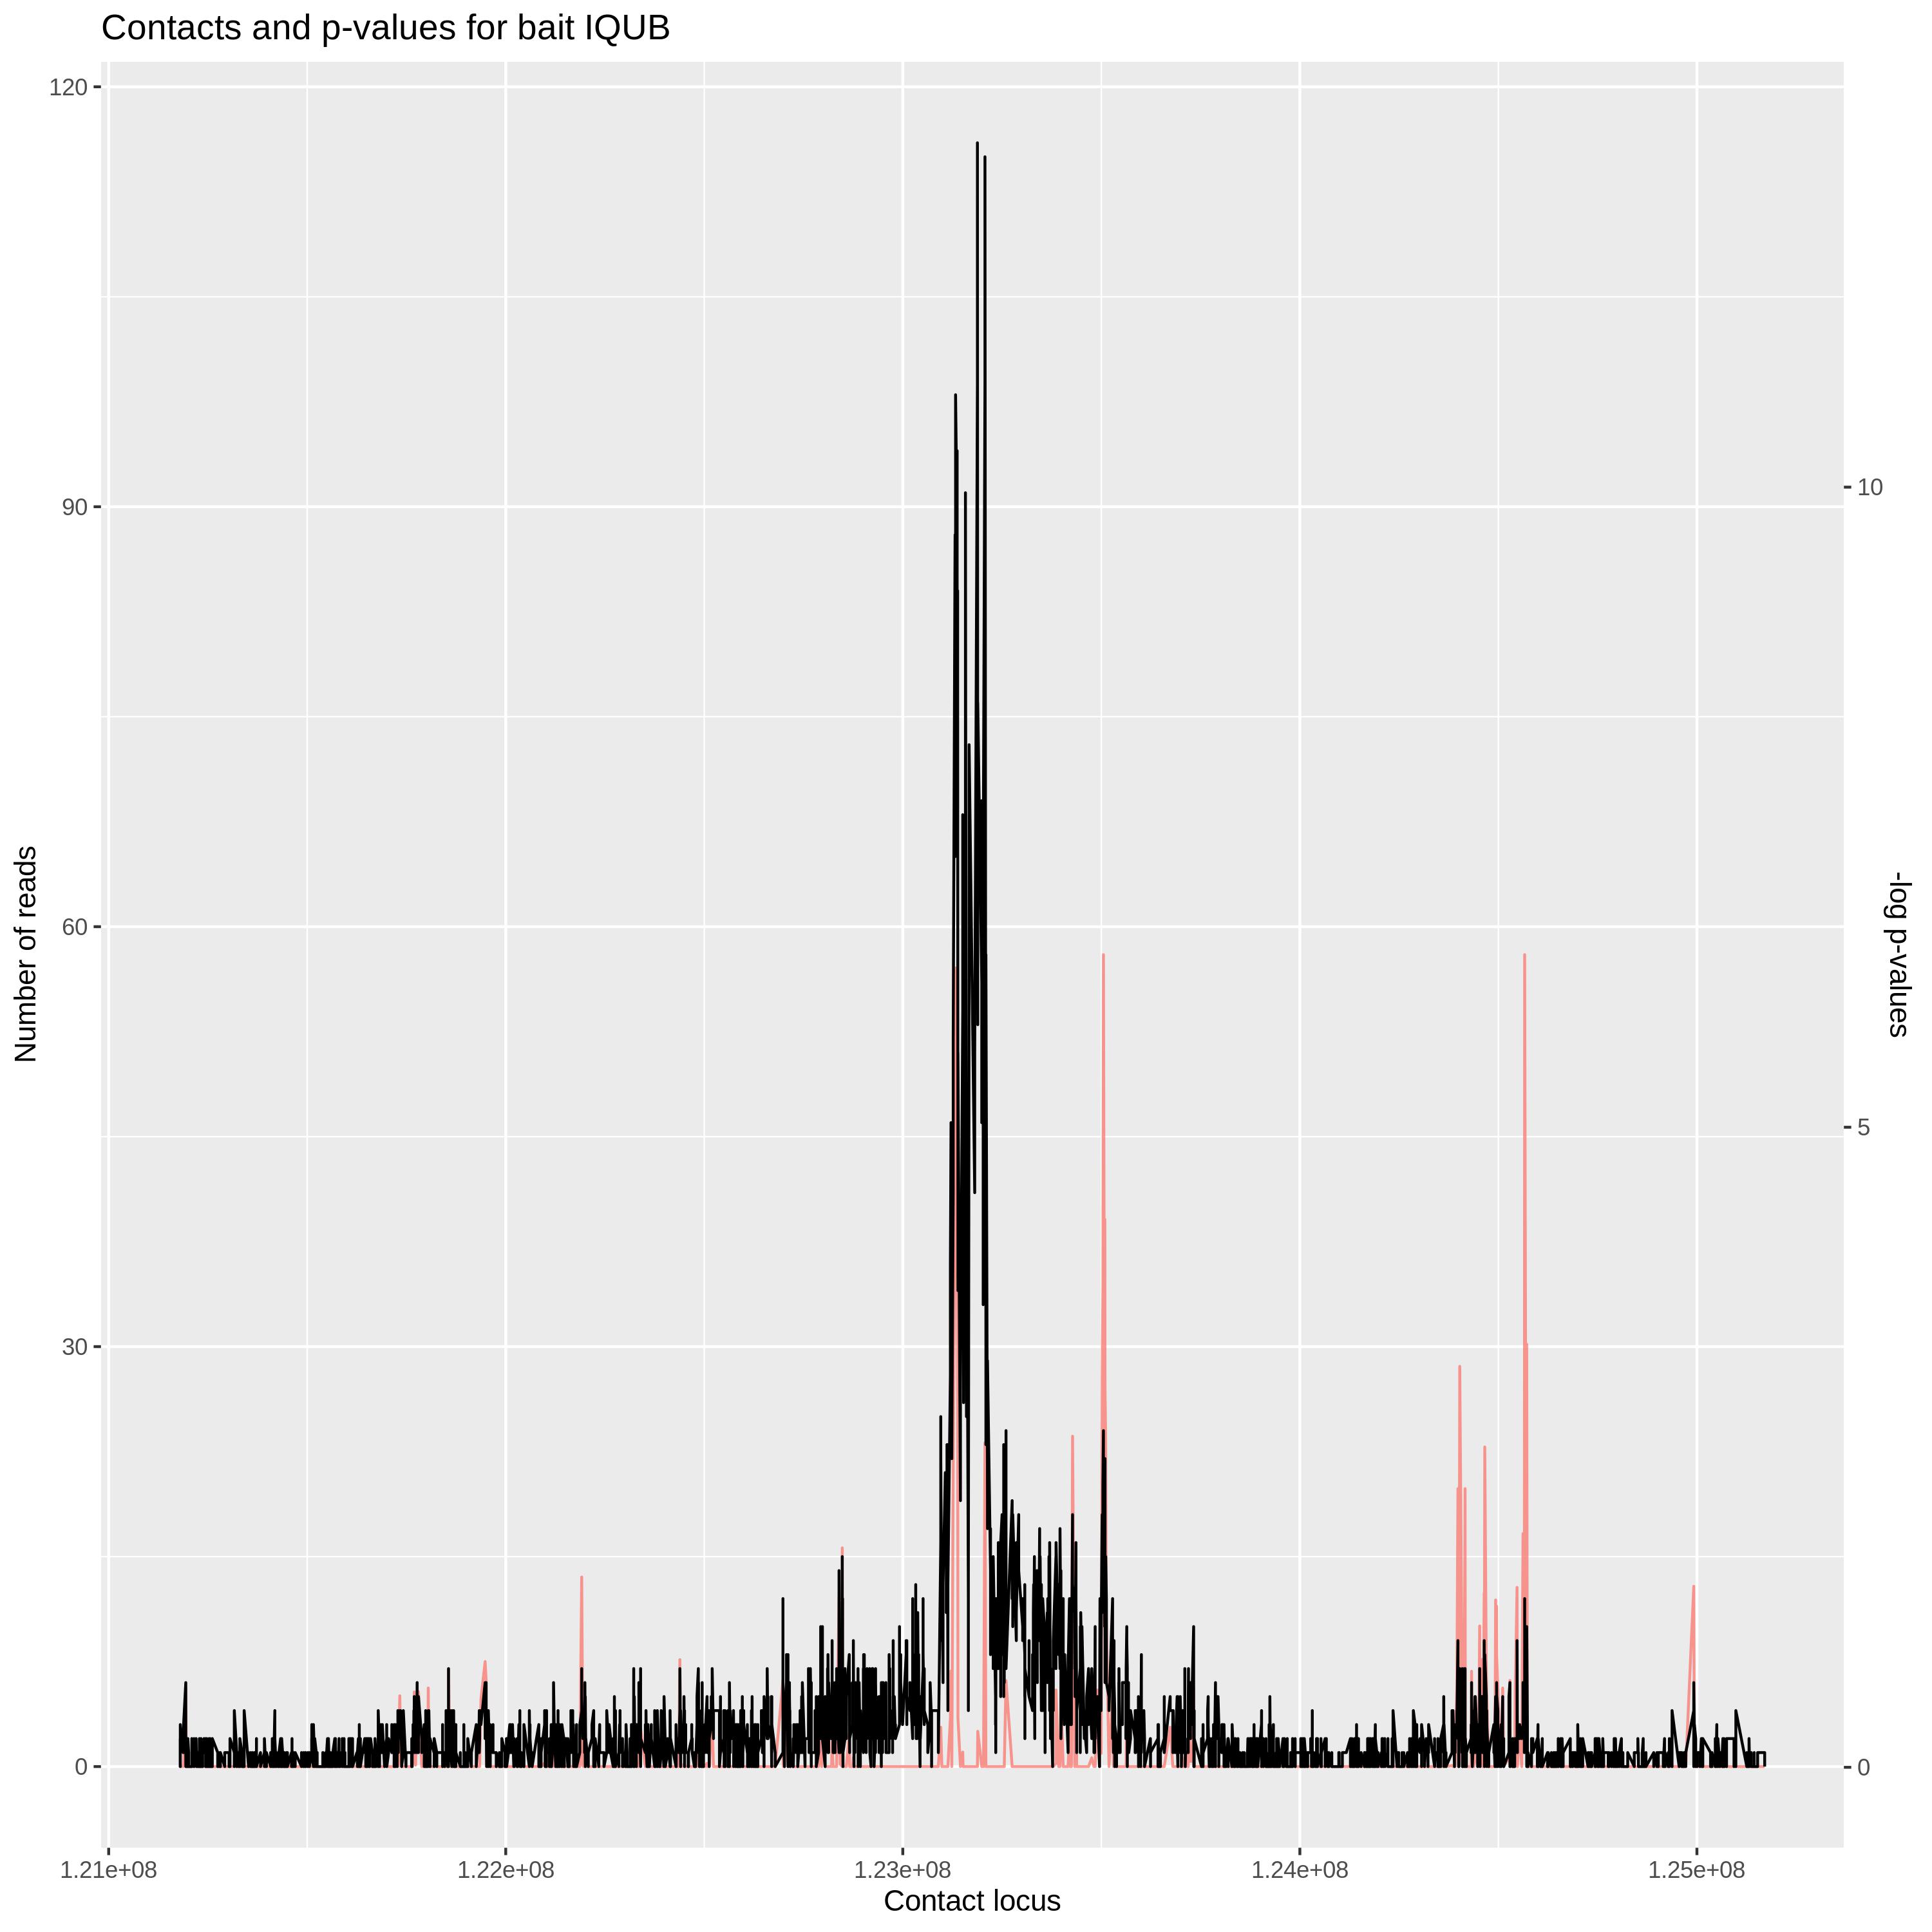 Contacts and p-values for bait IQUB
120
90
60
30
0
Number of reads
10
5
0
-log p-values
1.21e+08
1.22e+08
1.23e+08
1.24e+08
1.25e+08
Contact locus